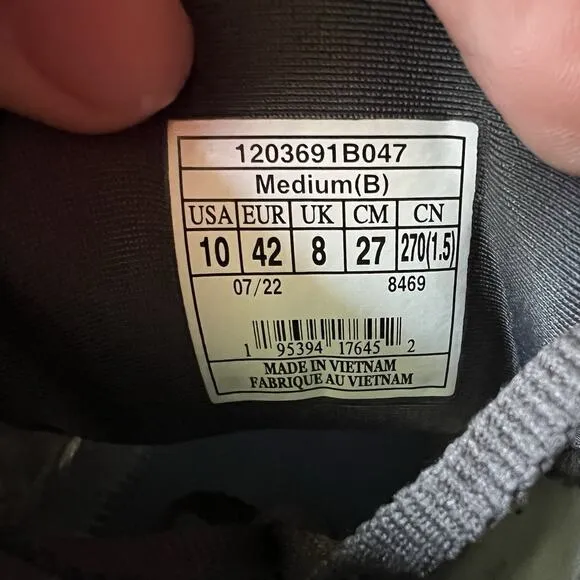 1203691B047
Medium(B)
USA EUR UK CM CN
10 42 8 27 270(1.5)
07/22 8469
1 95394 17645 2
MADE IN VIETNAM
FABRIQUE AU VIETNAM